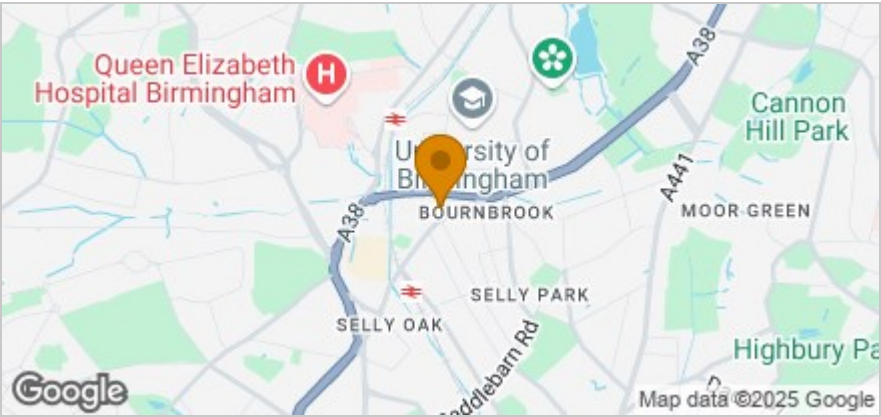 Queen Elizabeth
Hospital Birmingham
H
A38
Cannon
Hill Park
University of
Birmingham
A441
A38
BOURNBROOK
MOOR GREEN
SELLY PARK
SELLY OAK
Highbury Pa
Google
Map data ©2025 Google